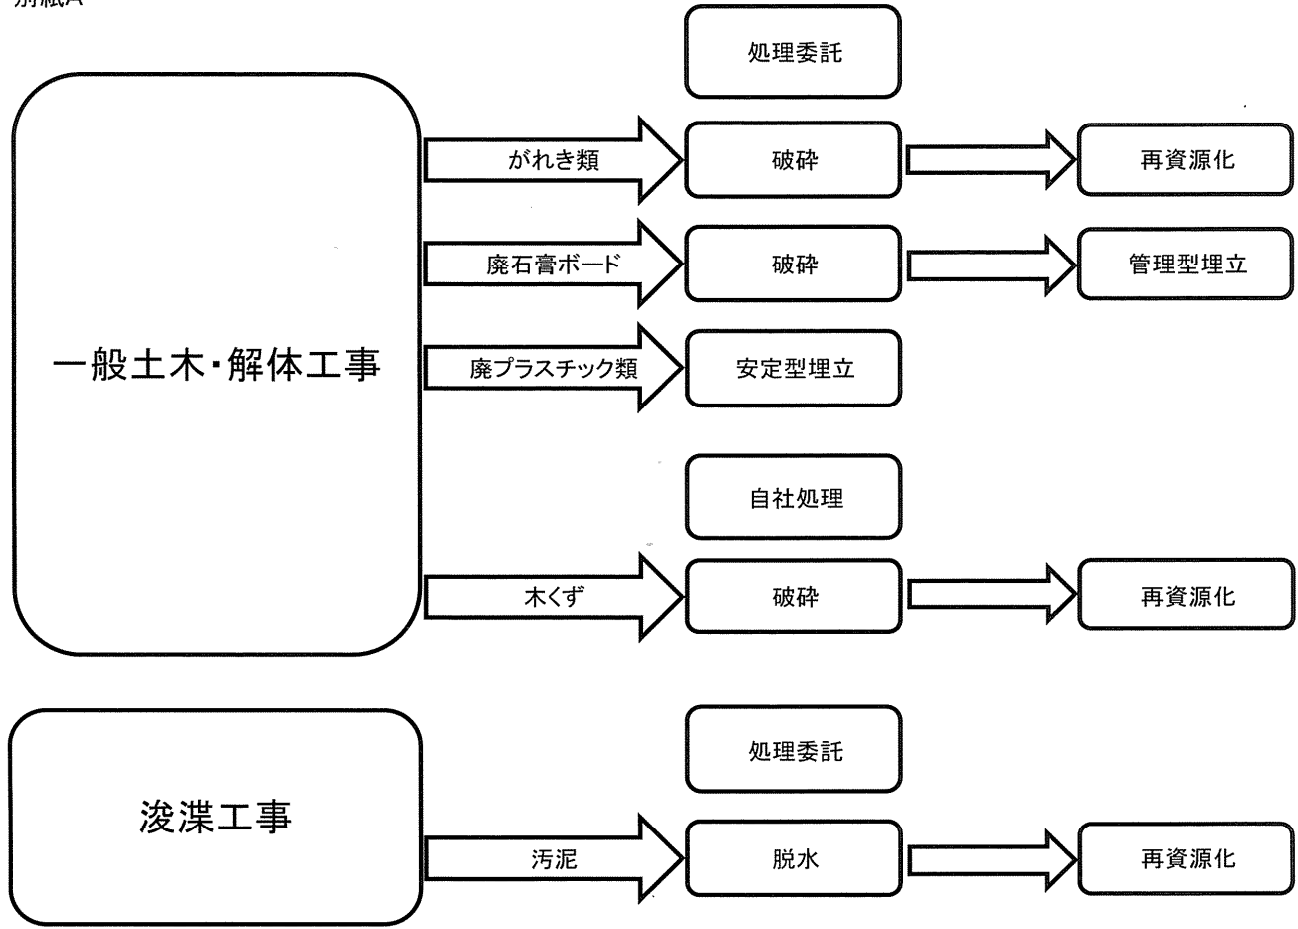 別紙A
処理委託
がれき類
破砕
再資源化
廃石膏ボード
破砕
管理型埋立
一般土木・解体工事
廃プラスチック類
安定型埋立
自社処理
木くず
破砕
再資源化
処理委託
浚渫工事
汚泥
脱水
再資源化